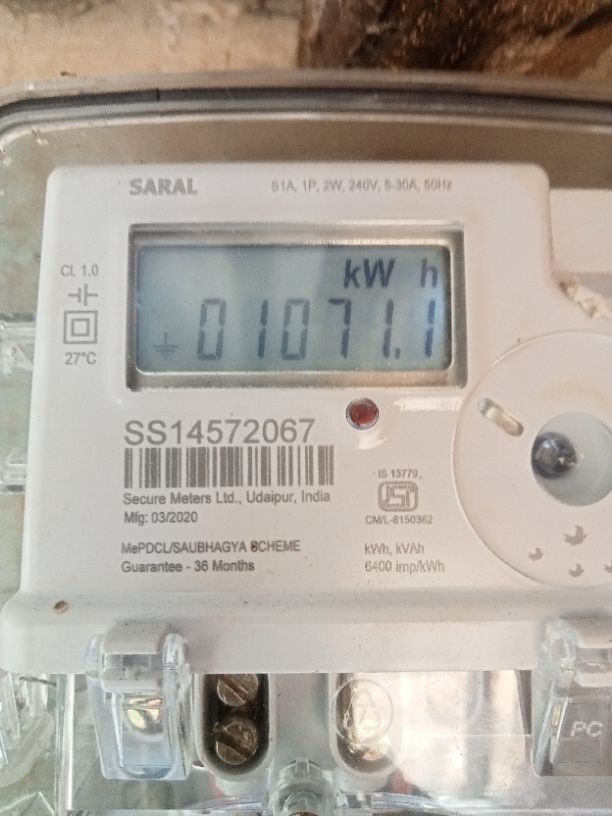 SARAL
S1A, 1P, 2W, 240V, 5-30A, 50Hz
Cl. 1.0
kW h
01071.1
27°C
SS14572067
Secure Meters Ltd., Udaipur, India
Mfg: 03/2020
IS 13779
CM/L-8150362
MePDCL/SAUBHAGYA SCHEME
Guarantee - 36 Months
kWh, kVAh
6400 imp/kWh
PC